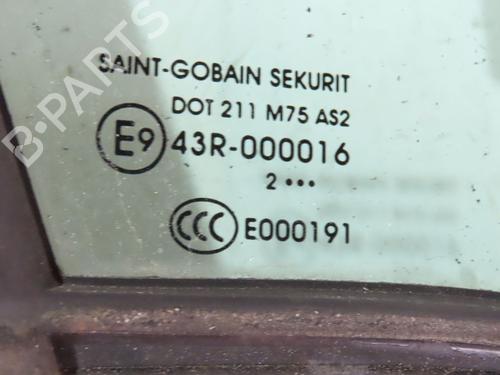 SAINT-GOBAIN SEKURIT
DOT 211 M75 AS2
E9 43R-000016
2 •••
CCC E000191
B-PARTS